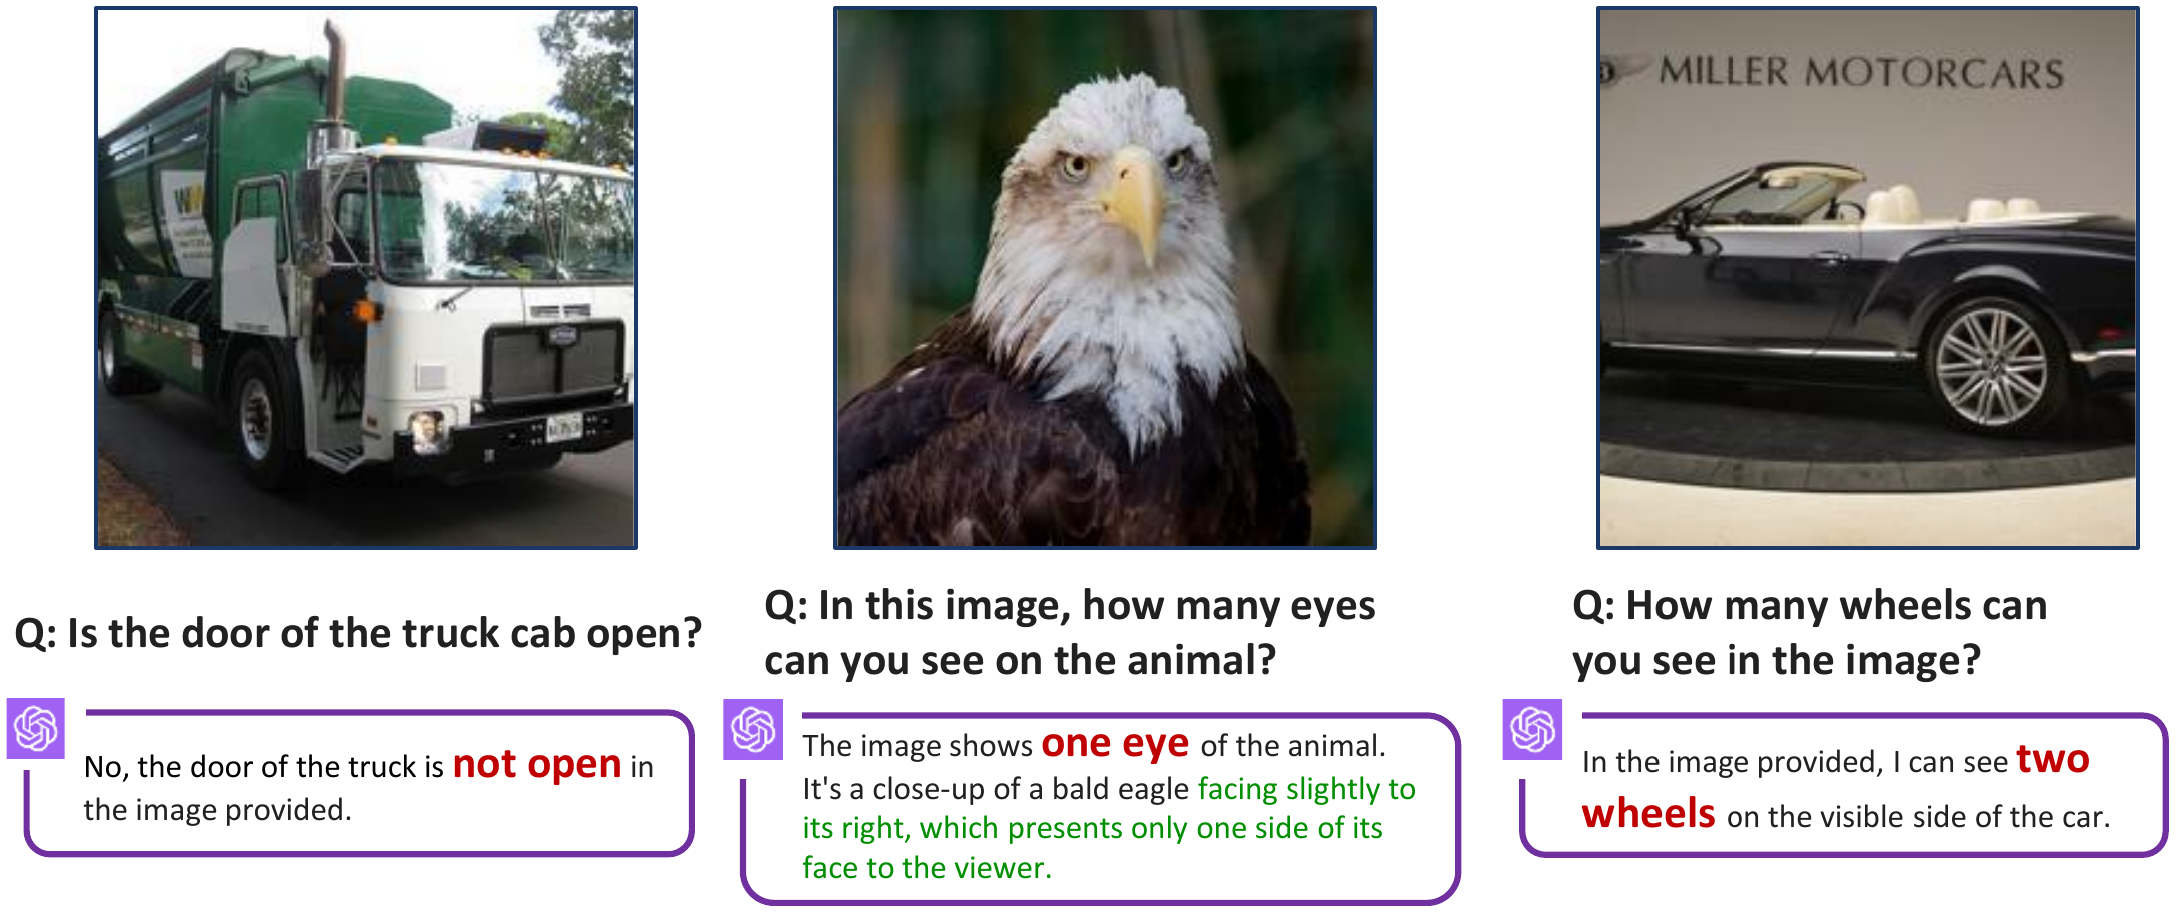 MILLER MOTORCARS
Q: Is the door of the truck cab open?
No, the door of the truck is not open in
the image provided.
Q: In this image, how many eyes
can you see on the animal?
The image shows one eye of the animal.
It's a close-up of a bald eagle facing slightly to
its right, which presents only one side of its
face to the viewer.
Q: How many wheels can
you see in the image?
In the image provided, I can see two
wheels on the visible side of the car.